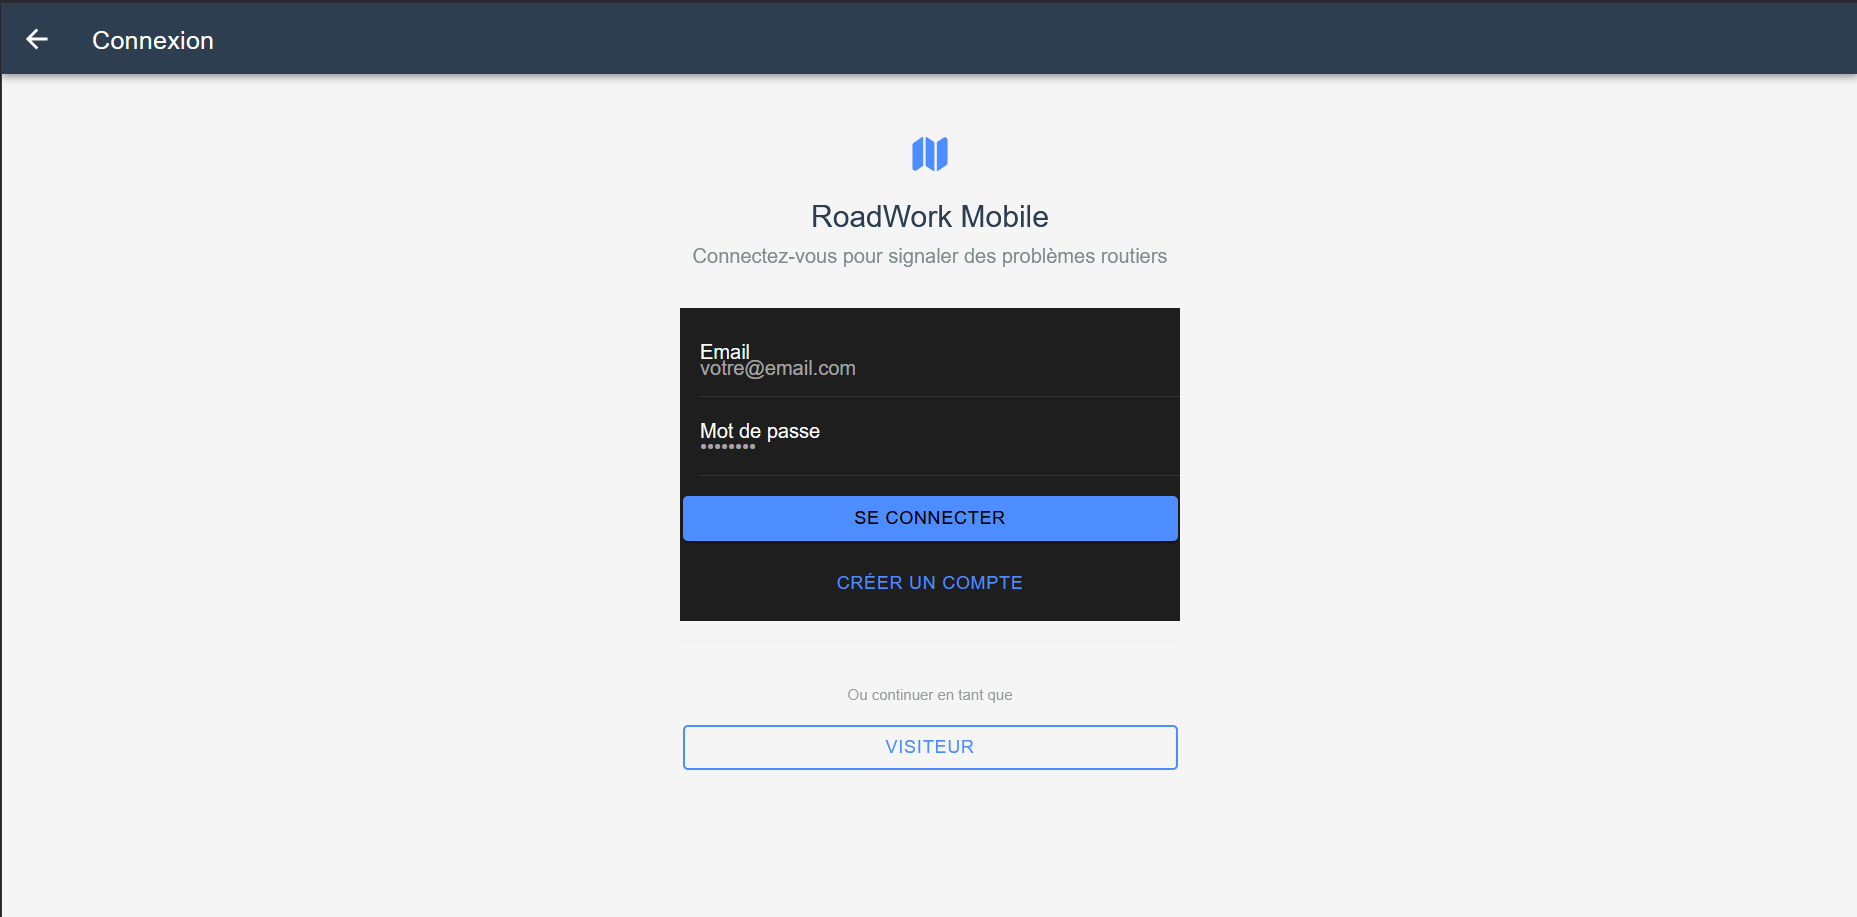 Connexion
RoadWork Mobile
Connectez-vous pour signaler des problèmes routiers
Email
votre@email.com
Mot de passe
••••••••
SE CONNECTER
CRÉER UN COMPTE
Ou continuer en tant que
VISITEUR